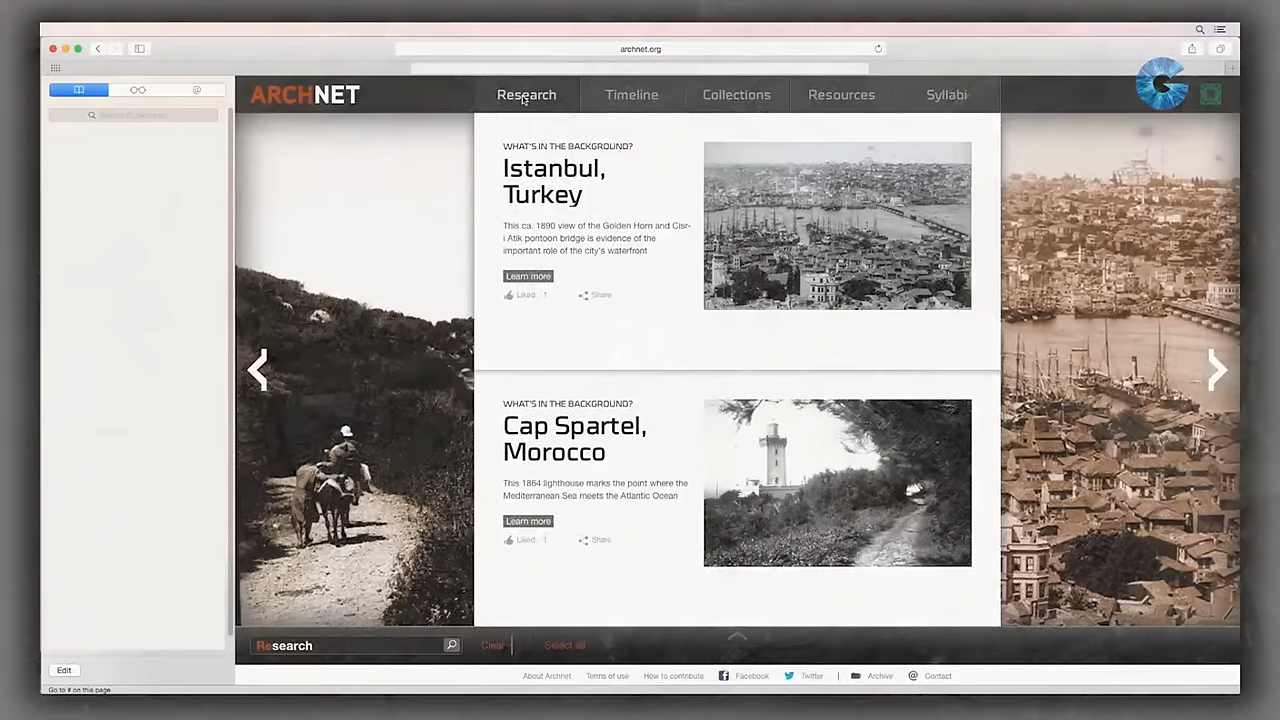 archnet.org
ARCHNET
Research
Timeline
Collections
Resources
Syllabi
WHAT'S IN THE BACKGROUND?
Istanbul,
Turkey
This ca. 1890 view of the Golden Horn and Cisr-
i Atik pontoon bridge is evidence of the
important role of the city's waterfront
Learn more
Liked: 1
Share
WHAT'S IN THE BACKGROUND?
Cap Spartel,
Morocco
This 1864 lighthouse marks the point where the
Mediterranean Sea meets the Atlantic Ocean
Learn more
Liked: 1
Share
Research
Clear
Select all
Edit
About Archnet
Terms of use
How to contribute
Facebook
Twitter
|
Archive
@ Contact
Go to # on this page